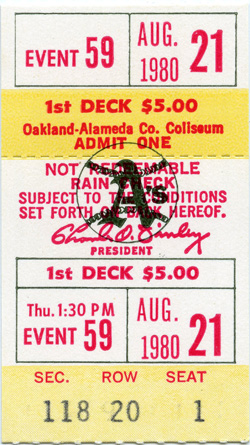 EVENT 59
AUG. 21
1980
1st DECK $5.00
Oakland-Alameda Co. Coliseum
ADMIT ONE
NOT REDEEMABLE
RAIN CHECK
SUBJECT TO THE CONDITIONS
SET FORTH ON BACK HEREOF.
A's
Charles O. Finley
PRESIDENT
1st DECK $5.00
Thu. 1:30 PM
EVENT 59
AUG. 21
1980
SEC. ROW SEAT
118 20 1